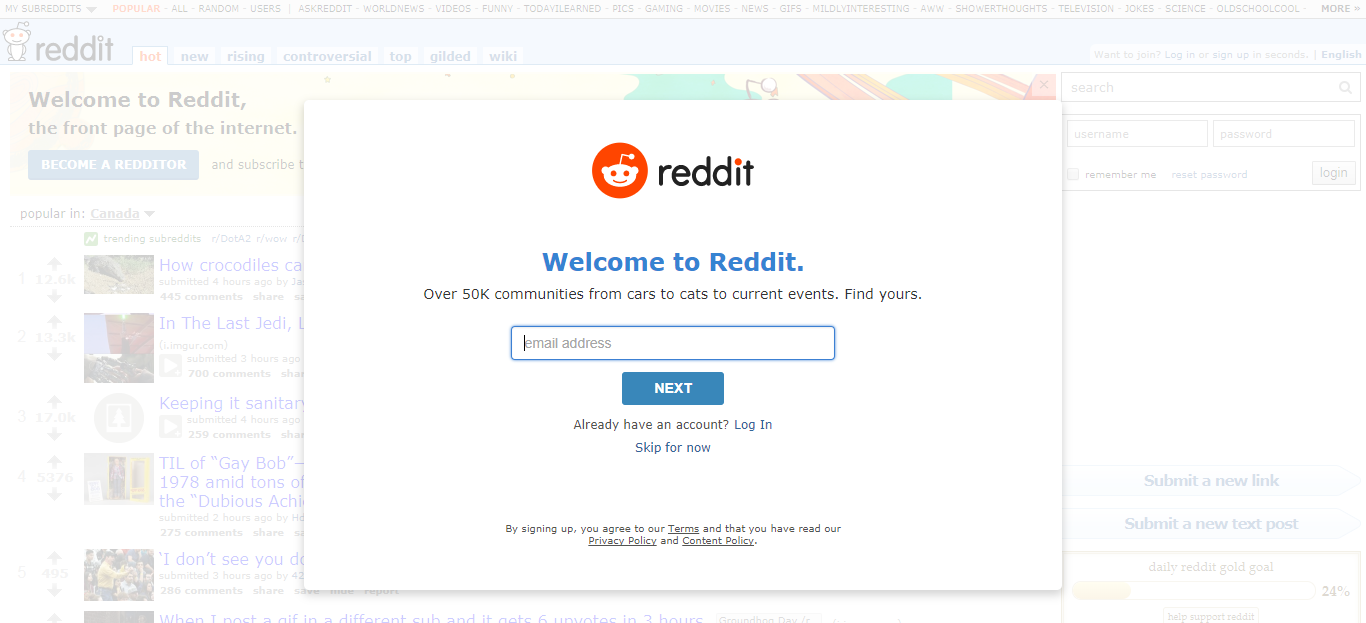 MY SUBREDDITS POPULAR - ALL - RANDOM - USERS | ASKREDDIT - WORLDNEWS - VIDEOS - FUNNY - TODAYILEARNED - PICS - GAMING - MOVIES - NEWS - GIFS - MILDLYINTERESTING - AWW - SHOWERTHOUGHTS - TELEVISION - JOKES - SCIENCE - OLDSCHOOLCOOL - MORE »
reddit hot new rising controversial top gilded wiki
Want to join? Log in or sign up in seconds. | English
Welcome to Reddit,
the front page of the internet.
BECOME A REDDITOR and subscribe t
search
username password
remember me reset password login
reddit
Welcome to Reddit.
Over 50K communities from cars to cats to current events. Find yours.
email address
NEXT
Already have an account? Log In
Skip for now
By signing up, you agree to our Terms and that you have read our
Privacy Policy and Content Policy.
popular in: Canada
trending subreddits r/DotA2 r/wow
1 12.6k How crocodiles ca
submitted 4 hours ago by
445 comments share
2 13.3k In The Last Jedi,
(i.imgur.com)
submitted 3 hours ago
700 comments
3 17.0k Keeping it sanitary
submitted 4 hours ago
259 comments
4 5376 TIL of “Gay Bob”—
1978 amid tons of
the “Dubious Achi
submitted 2 hours ago by
275 comments share
5 495 ‘I don’t see you do
submitted 3 hours ago by 42
286 comments share save hide report
When I post a gif in a different sub and it gets 6 upvotes in 3 hours
Submit a new link
Submit a new text post
daily reddit gold goal
24%
help support reddit